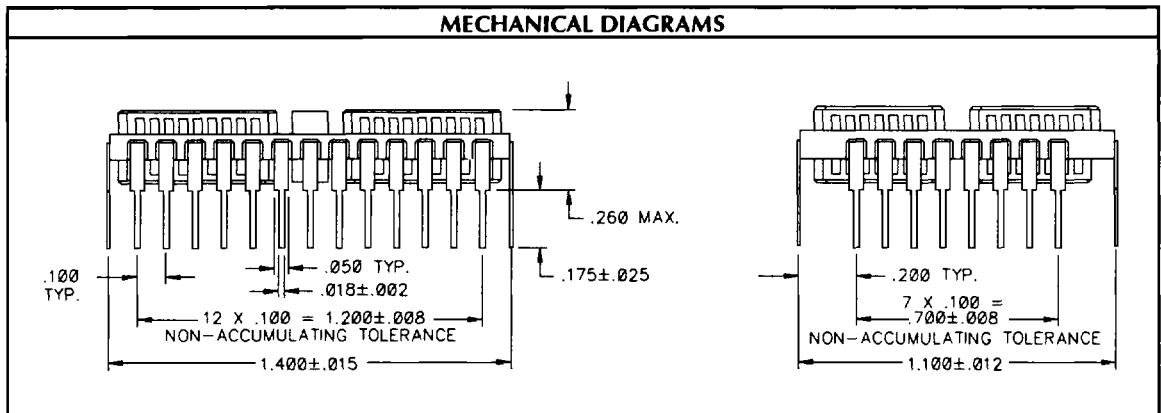 MECHANICAL DIAGRAMS
.260 MAX.
.175±.025
.100
TYP.
.050 TYP.
.018±.002
12 X .100 = 1.200±.008
NON-ACCUMULATING TOLERANCE
1.400±.015
.200 TYP.
7 X .100 =
.700±.008
NON-ACCUMULATING TOLERANCE
1.100±.012